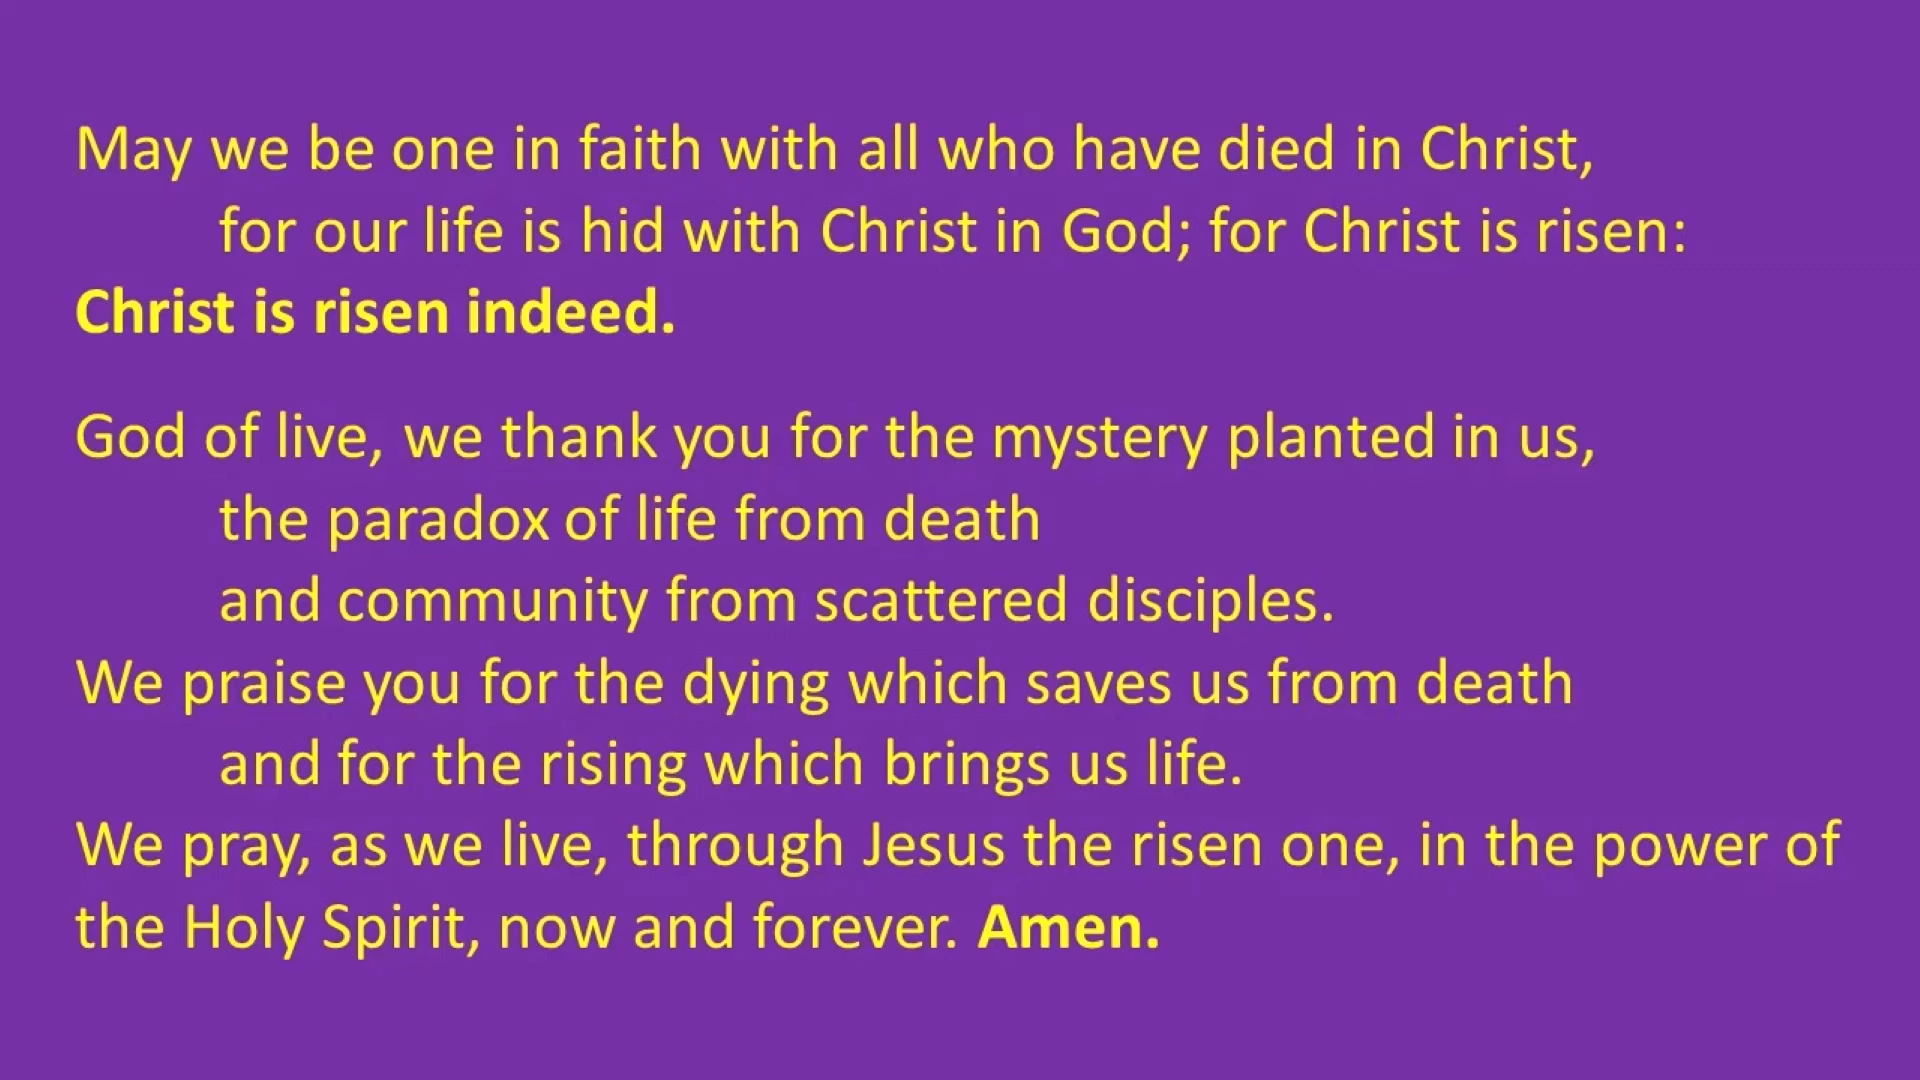 May we be one in faith with all who have died in Christ,
for our life is hid with Christ in God; for Christ is risen:
Christ is risen indeed.
God of live, we thank you for the mystery planted in us,
the paradox of life from death
and community from scattered disciples.
We praise you for the dying which saves us from death
and for the rising which brings us life.
We pray, as we live, through Jesus the risen one, in the power of
the Holy Spirit, now and forever. Amen.